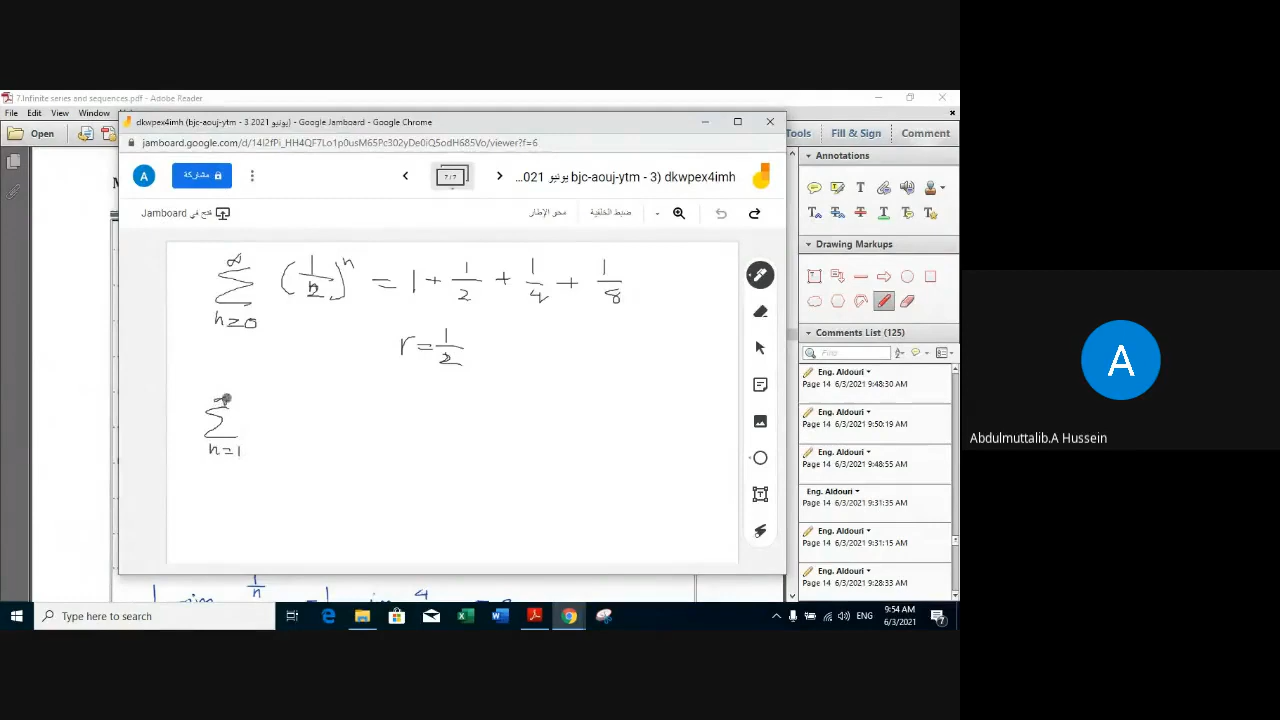 7.Infinite series and sequences.pdf - Adobe Reader
File Edit View Window
Open
Tools Fill & Sign Comment
dkwpex4imh (bjc-aouj-ytm - 3 يونيو 2021) - Google Jamboard - Google Chrome
jamboard.google.com/d/14I2fPi_HH4QF7Lo1p0usM65Pc302yDe0iQ5odH685Vo/viewer?f=6
A مشاركة 7/7 ...dkwpex4imh (bjc-aouj-ytm - 3 يونيو 021
فتح في Jamboard محو الإطار ضبط الخلفية
∑_{n=0}^{∞} (1/2)^n = 1 + 1/2 + 1/4 + 1/8
r = 1/2
∑_{n=1}^{∞}
Annotations
T
Drawing Markups
Comments List (125)
Find
Eng. Aldouri
Page 14 6/3/2021 9:48:30 AM
Eng. Aldouri
Page 14 6/3/2021 9:50:19 AM
Eng. Aldouri
Page 14 6/3/2021 9:48:55 AM
Eng. Aldouri
Page 14 6/3/2021 9:31:35 AM
Eng. Aldouri
Page 14 6/3/2021 9:31:15 AM
Eng. Aldouri
Page 14 6/3/2021 9:28:33 AM
A
Abdulmuttalib.A Hussein
Type here to search
ENG
9:54 AM
6/3/2021